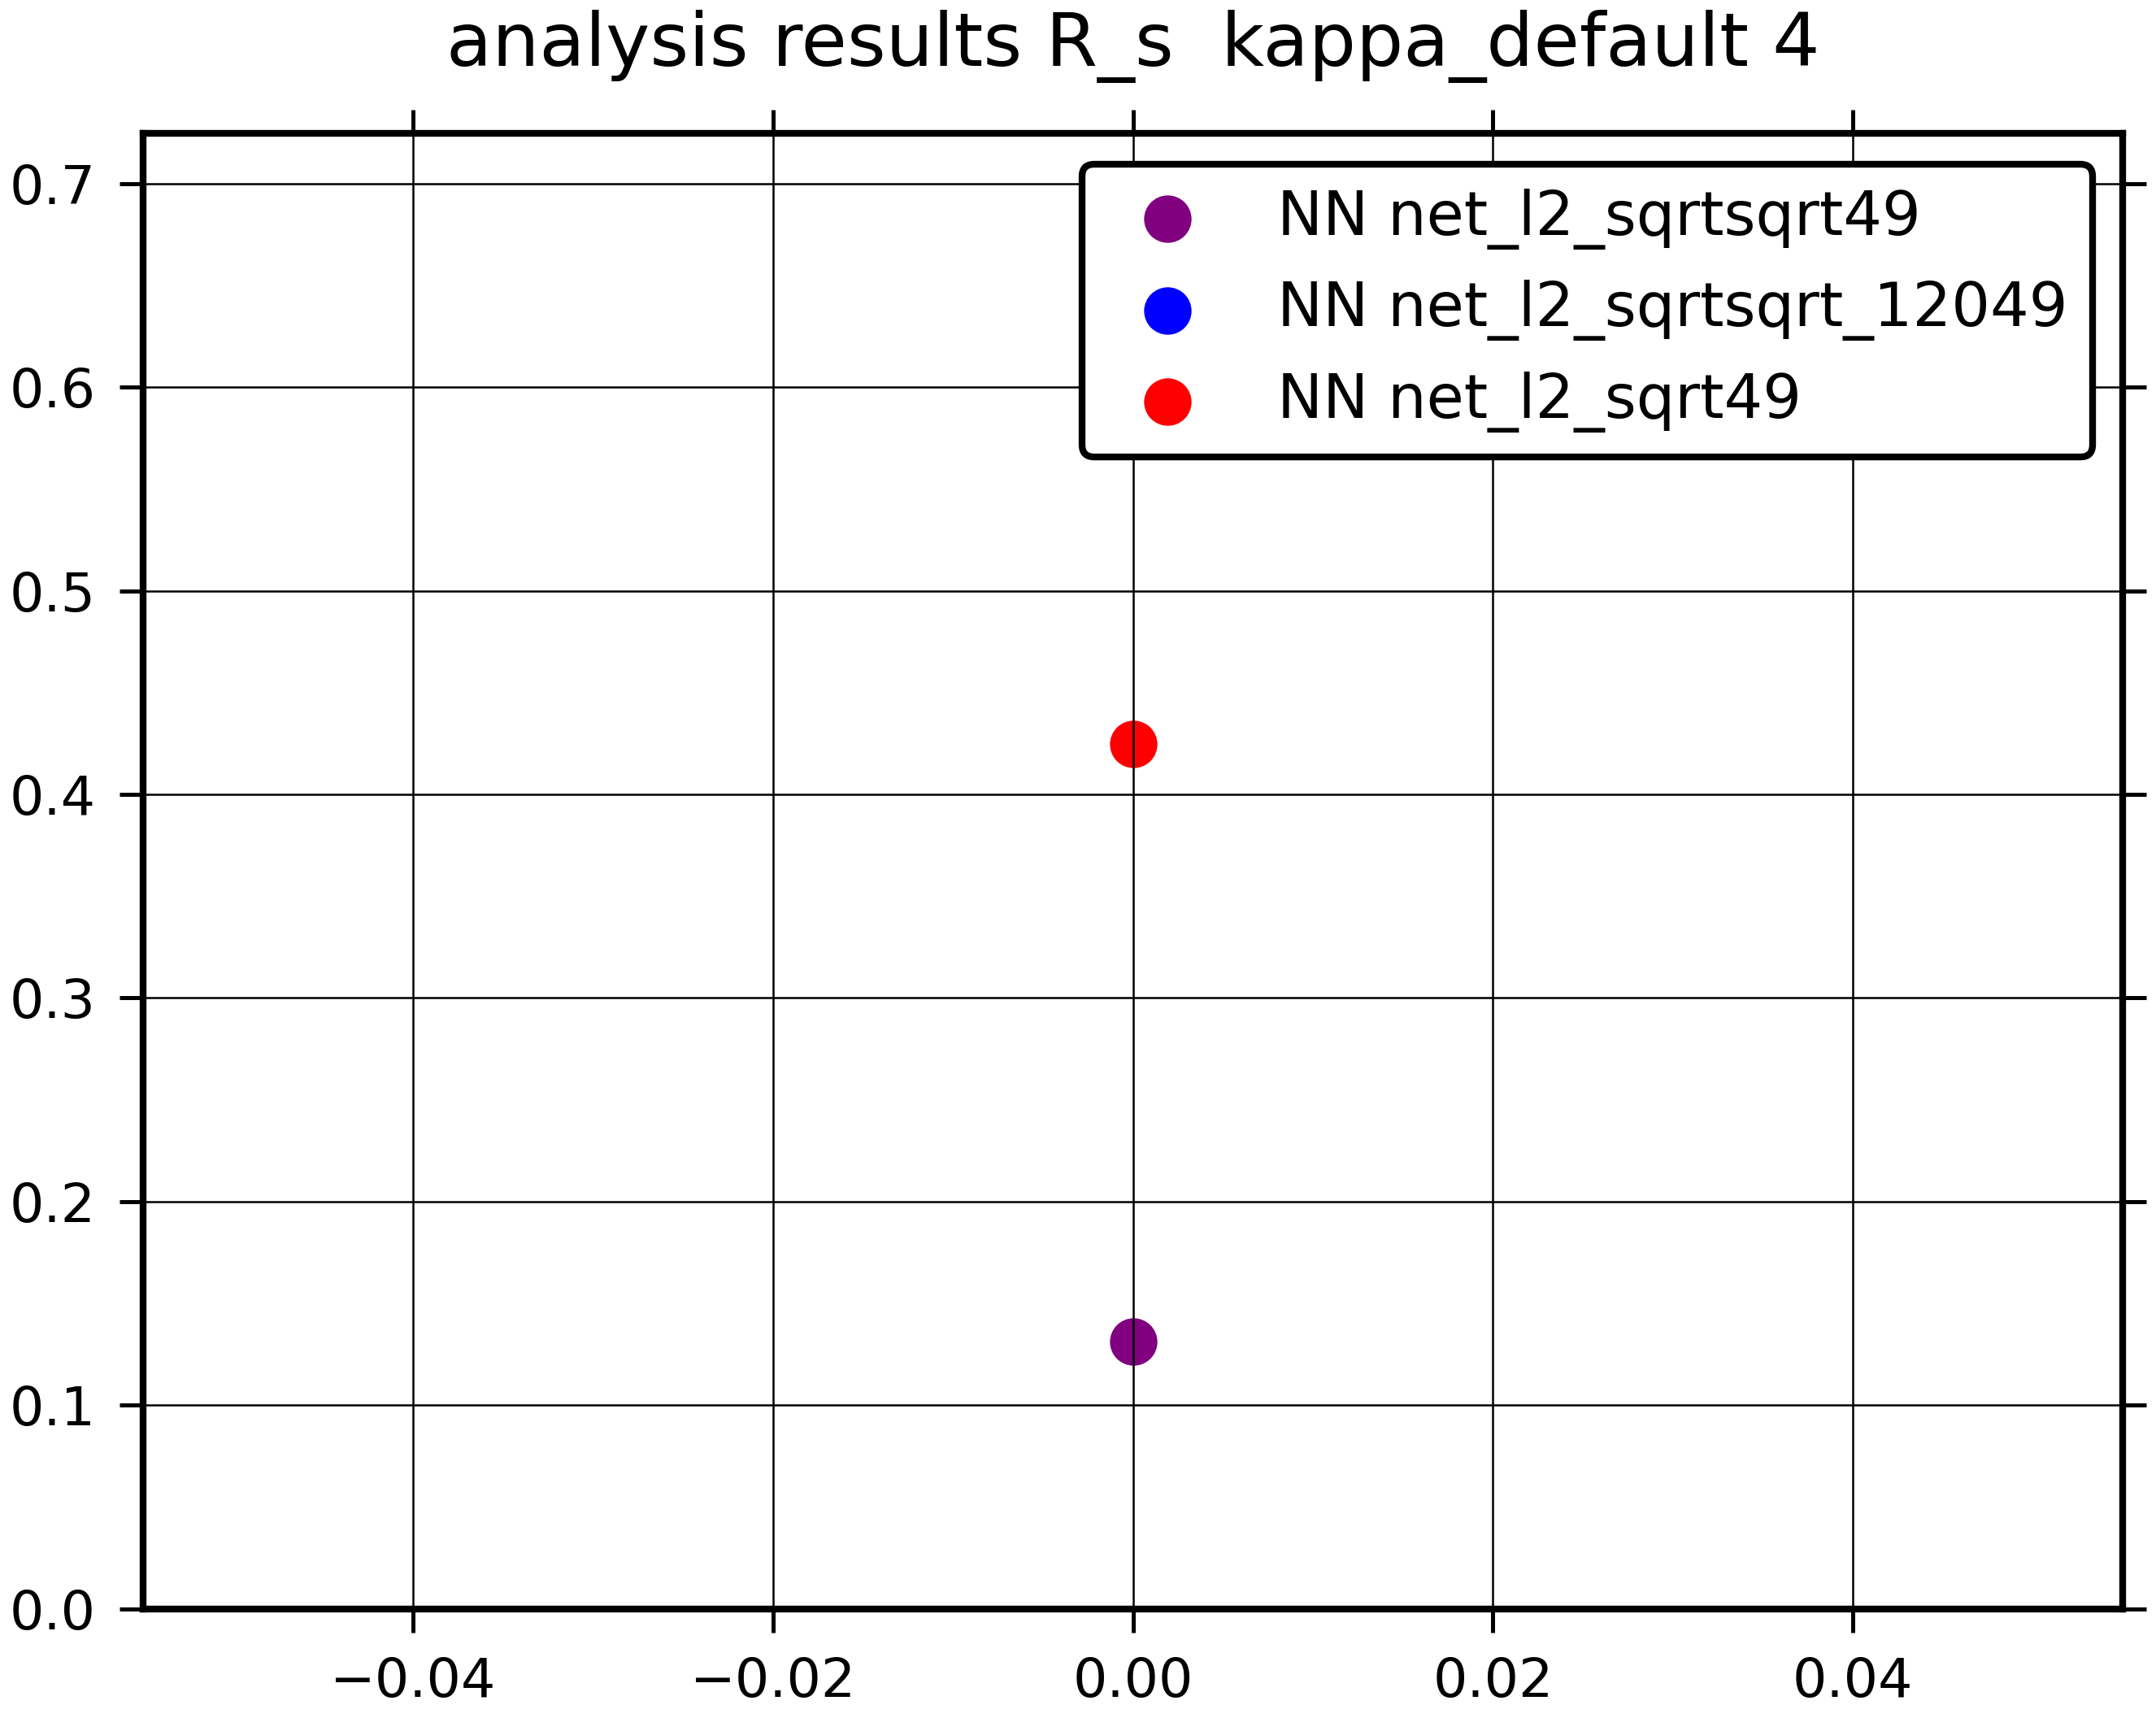 analysis results R_s  kappa_default 4
0.7
0.6
0.5
0.4
0.3
0.2
0.1
0.0
NN net_l2_sqrtsqrt49
NN net_l2_sqrtsqrt_12049
NN net_l2_sqrt49
−0.04 −0.02 0.00 0.02 0.04